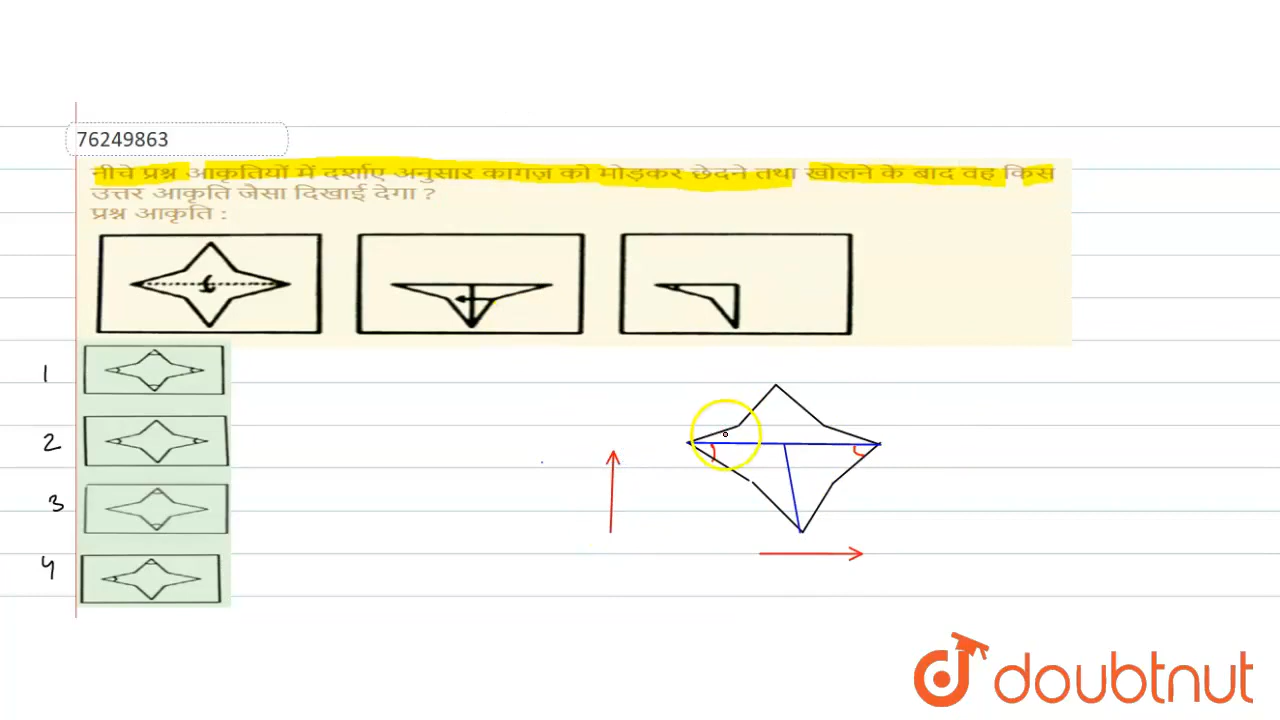 76249863
नीचे प्रश्न आकृतियों में दर्शाए अनुसार कागज़ को मोड़कर छेदने तथा खोलने के बाद वह किस
उत्तर आकृति जैसा दिखाई देगा ?
प्रश्न आकृति :
1
2
3
4
doubtnut